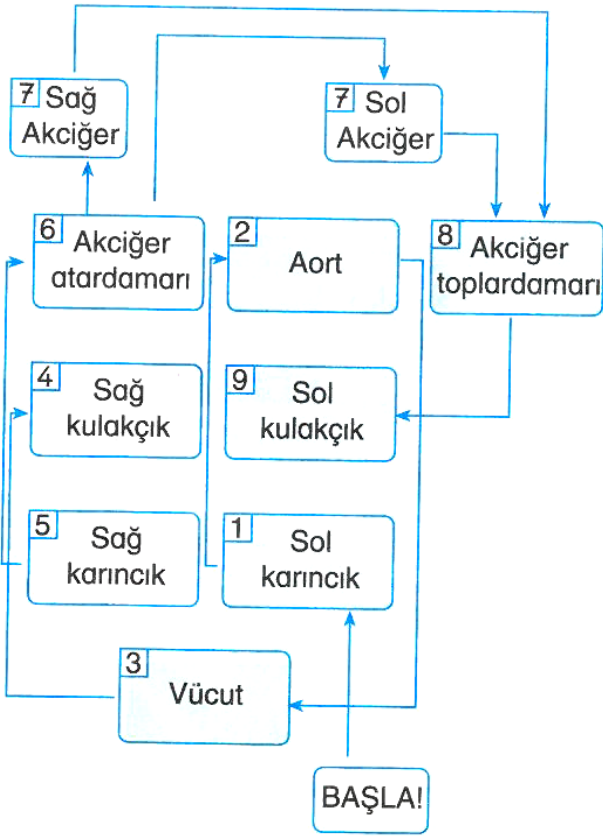 7 Sağ
Akciğer
7 Sol
Akciğer
6 Akciğer
atardamarı
2 Aort
8 Akciğer
toplardamarı
4 Sağ
kulakçık
9 Sol
kulakçık
5 Sağ
karıncık
1 Sol
karıncık
3 Vücut
BAŞLA!